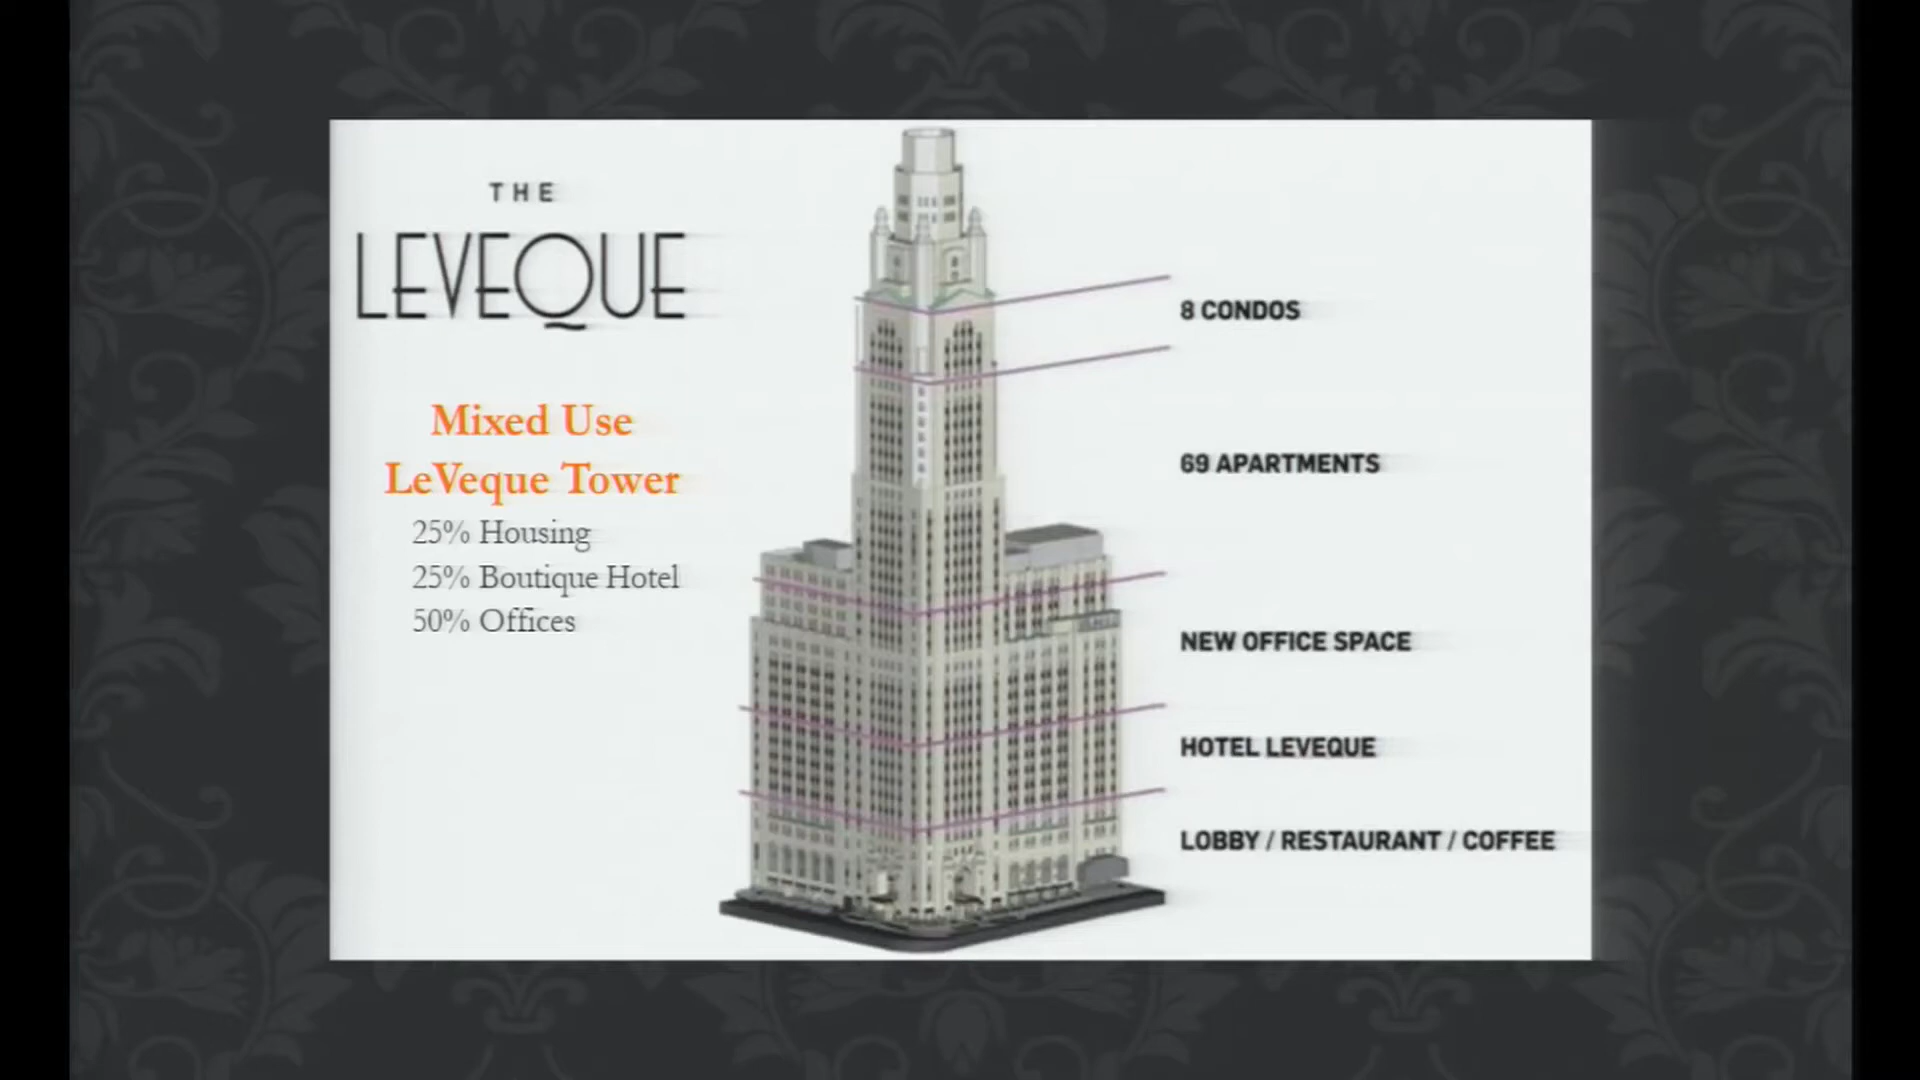 THE
LEVEQUE
Mixed Use
LeVeque Tower
25% Housing
25% Boutique Hotel
50% Offices
8 CONDOS
69 APARTMENTS
NEW OFFICE SPACE
HOTEL LEVEQUE
LOBBY / RESTAURANT / COFFEE